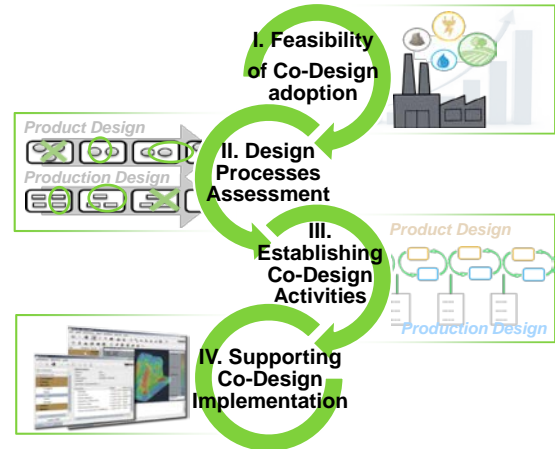 I. Feasibility
of Co-Design
adoption
Product Design
Production Design
II. Design
Processes
Assessment
III.
Establishing
Co-Design
Activities
Product Design
Production Design
IV. Supporting
Co-Design
Implementation